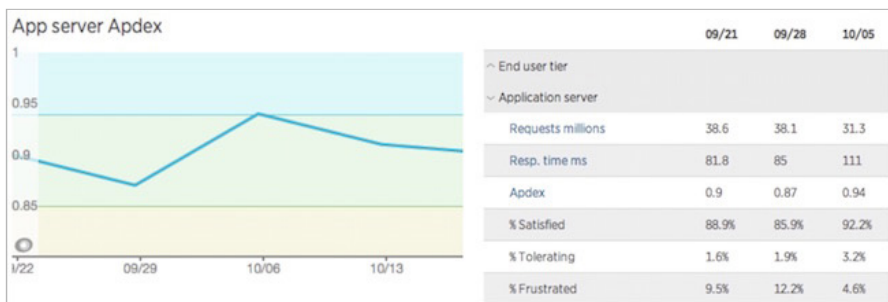 App server Apdex
1
0.95
0.9
0.85
1/22
09/29
10/06
10/13
09/21 09/28 10/05
End user tier
Application server
Requests millions 38.6 38.1 31.3
Resp. time ms 81.8 85 111
Apdex 0.9 0.87 0.94
% Satisfied 88.9% 85.9% 92.2%
% Tolerating 1.6% 1.9% 3.2%
% Frustrated 9.5% 12.2% 4.6%